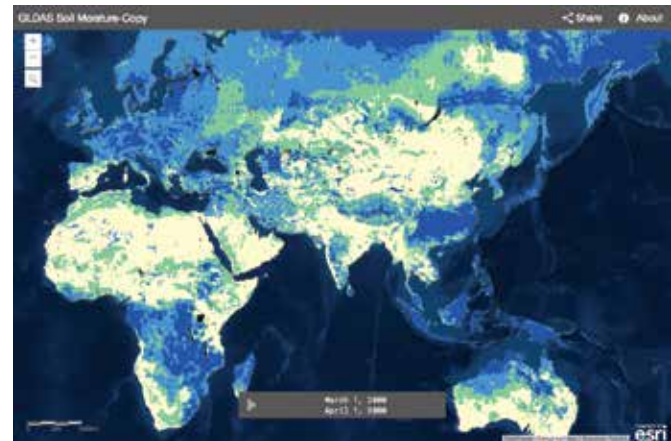 GLDAS Soil Moisture-Copy
Share
About
March 1, 2000
April 1, 2000
esri